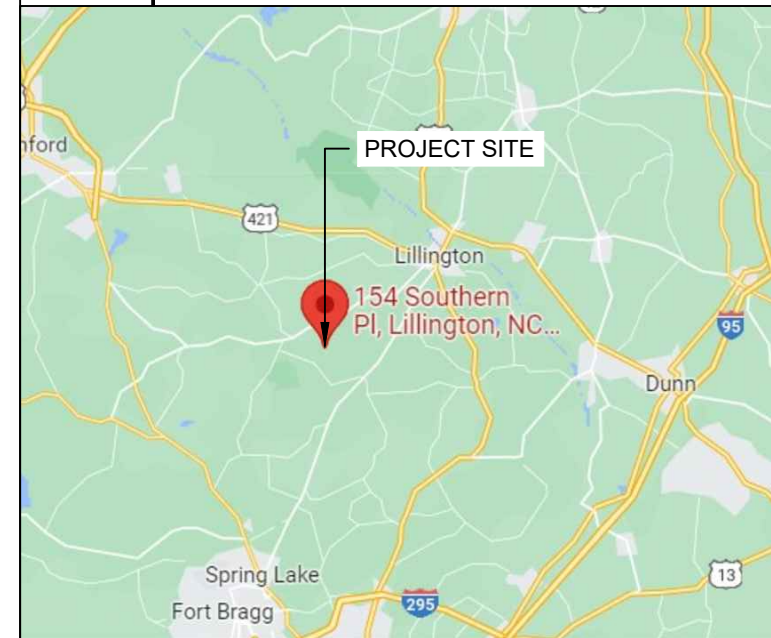 nford
PROJECT SITE
421
Lillington
154 Southern
Pl, Lillington, NC...
95
Dunn
Spring Lake
13
Fort Bragg
295